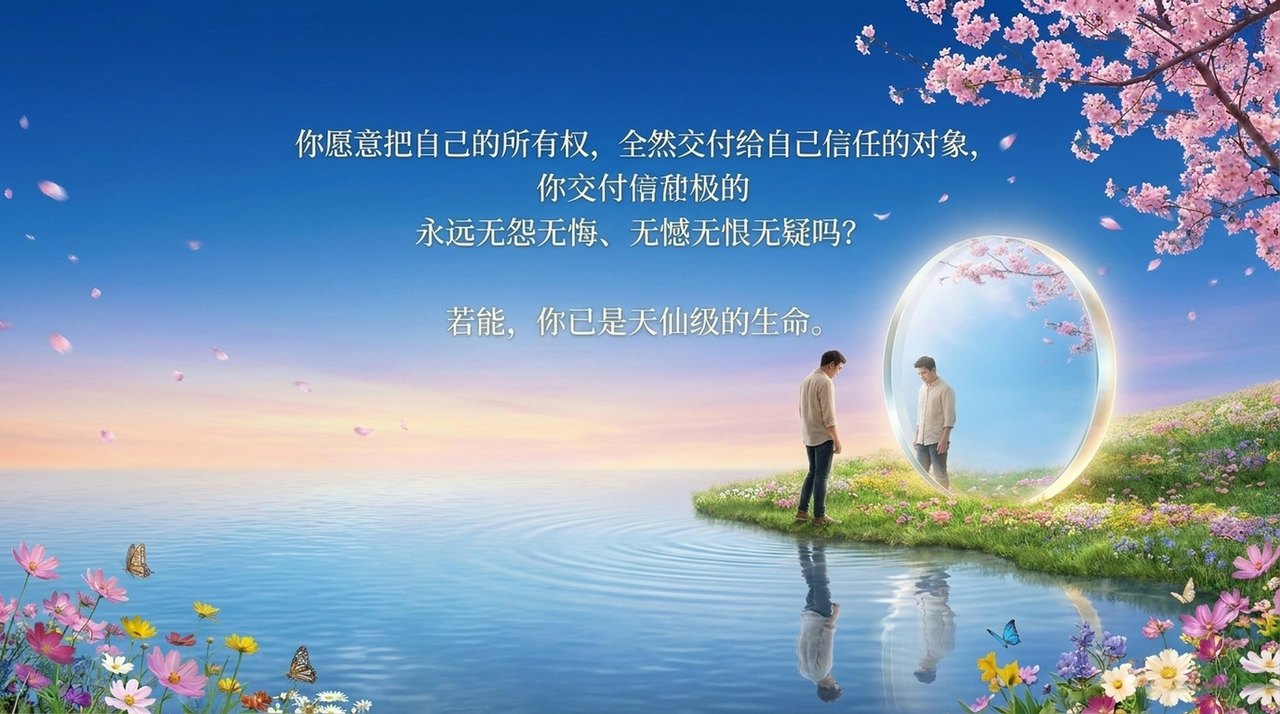 你愿意把自己的所有权，全然交付给自己信任的对象，
你交付极的
永远无怨无悔、无憾无恨无疑吗？
若能，你已是天仙级的生命。